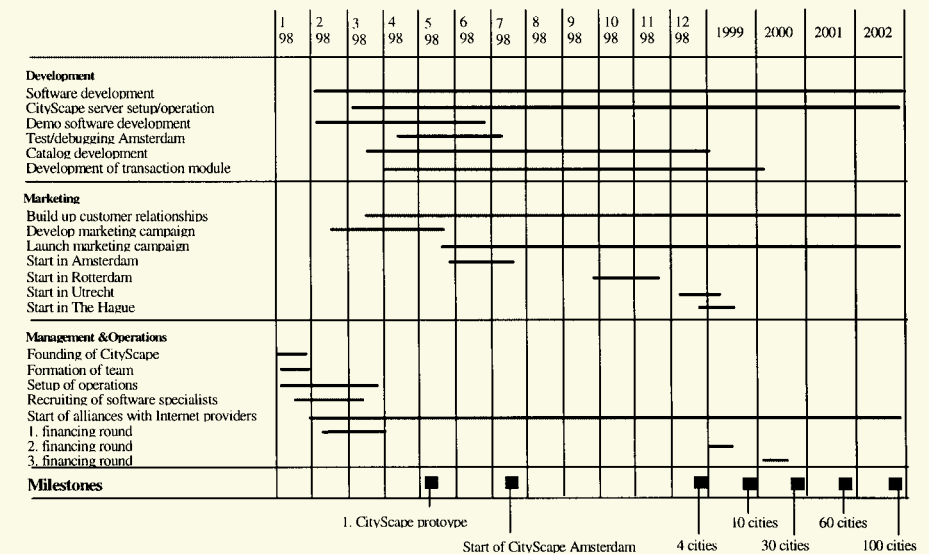 1 2 3 4 5 6 7 8 9 10 11 12
98 98 98 98 98 98 98 98 98 98 98 98 1999 2000 2001 2002
Development
Software development
CityScape server setup/operation
Demo software development
Test/debugging Amsterdam
Catalog development
Development of transaction module
Marketing
Build up customer relationships
Develop marketing campaign
Launch marketing campaign
Start in Amsterdam
Start in Rotterdam
Start in Utrecht
Start in The Hague
Management &Operations
Founding of CityScape
Formation of team
Setup of operations
Recruiting of software specialists
Start of alliances with Internet providers
1. financing round
2. financing round
3. financing round
Milestones
1. CityScape protoype
10 cities
60 cities
Start of CityScape Amsterdam
4 cities
30 cities
100 cities